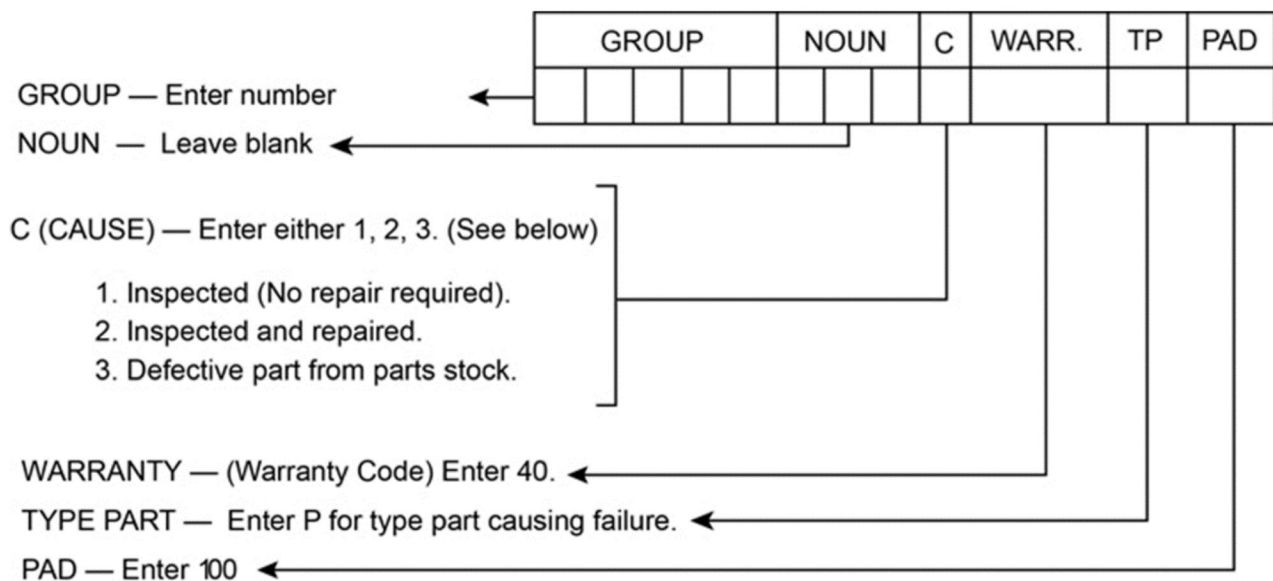 GROUP NOUN C WARR. TP PAD
GROUP — Enter number
NOUN — Leave blank
C (CAUSE) — Enter either 1, 2, 3. (See below)
1. Inspected (No repair required).
2. Inspected and repaired.
3. Defective part from parts stock.
WARRANTY — (Warranty Code) Enter 40.
TYPE PART — Enter P for type part causing failure.
PAD — Enter 100